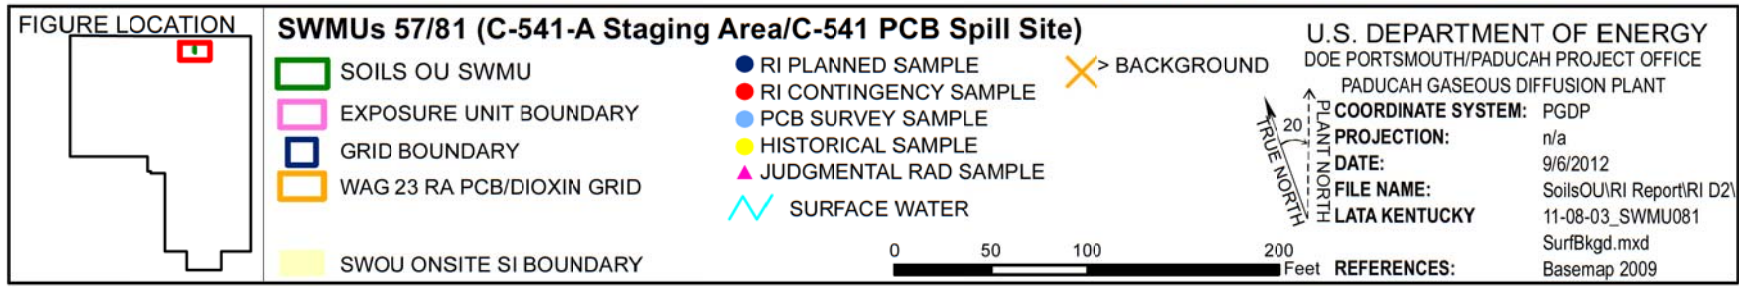 FIGURE LOCATION
SWMUs 57/81 (C-541-A Staging Area/C-541 PCB Spill Site)
SOILS OU SWMU
EXPOSURE UNIT BOUNDARY
GRID BOUNDARY
WAG 23 RA PCB/DIOXIN GRID
SWOU ONSITE SI BOUNDARY
RI PLANNED SAMPLE
RI CONTINGENCY SAMPLE
PCB SURVEY SAMPLE
HISTORICAL SAMPLE
JUDGMENTAL RAD SAMPLE
SURFACE WATER
> BACKGROUND
0 50 100 200
Feet
U.S. DEPARTMENT OF ENERGY
DOE PORTSMOUTH/PADUCAH PROJECT OFFICE
PADUCAH GASEOUS DIFFUSION PLANT
TRUE NORTH
20
PLANT NORTH
COORDINATE SYSTEM: PGDP
PROJECTION: n/a
DATE: 9/6/2012
FILE NAME: SoilsOU\RI Report\RI D2\
LATA KENTUCKY 11-08-03_SWMU081
SurfBkgd.mxd
REFERENCES: Basemap 2009